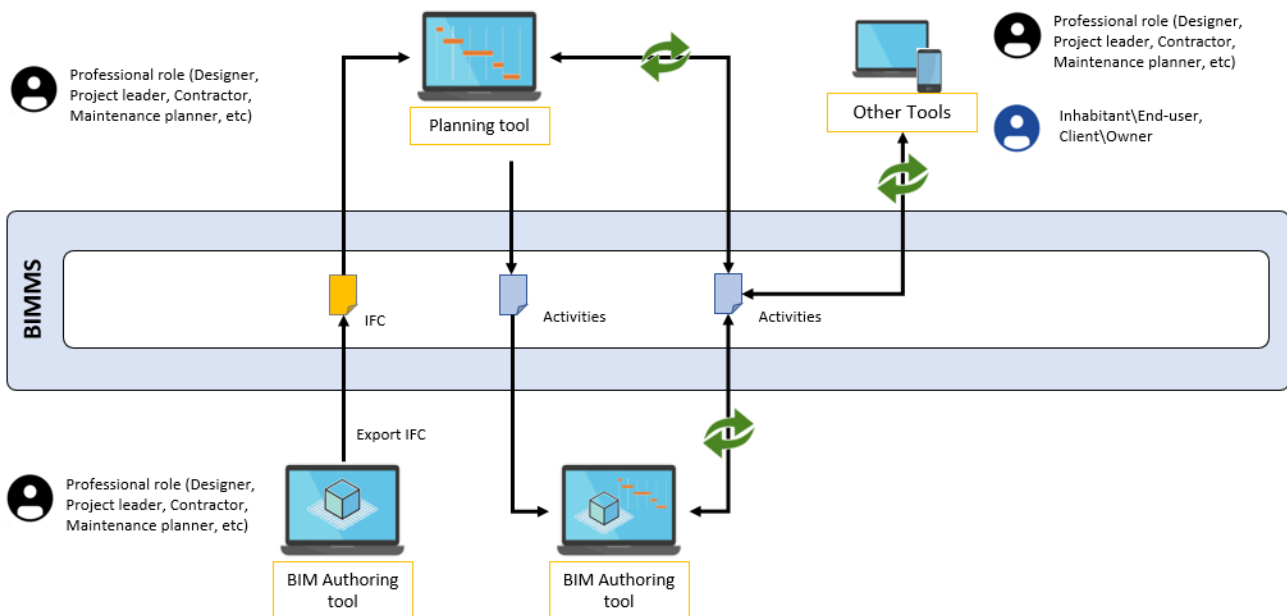 Professional role (Designer,
Project leader, Contractor,
Maintenance planner, etc)
Planning tool
Other Tools
Professional role (Designer,
Project leader, Contractor,
Maintenance planner, etc)
Inhabitant\End-user,
Client\Owner
BIMMS
IFC
Activities
Activities
Export IFC
Professional role (Designer,
Project leader, Contractor,
Maintenance planner, etc)
BIM Authoring
tool
BIM Authoring
tool